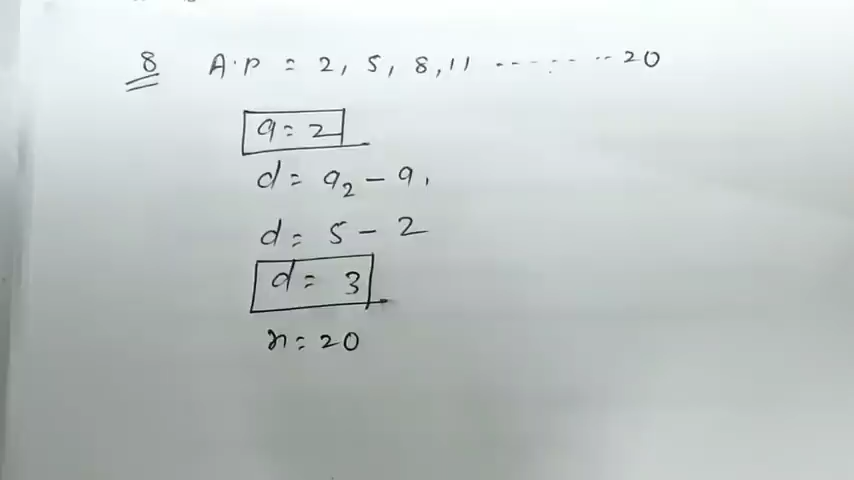 8 A.P = 2, 5, 8, 11 ········ 20
a = 2
d = a₂ - a₁
d = 5 - 2
d = 3
n = 20